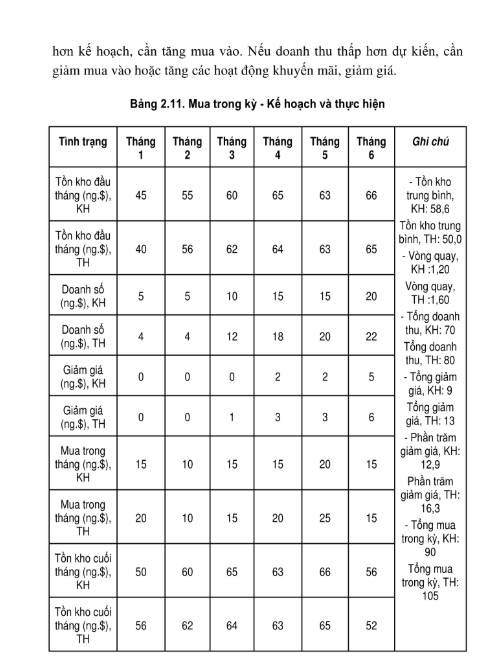 hơn kế hoạch, cần tăng mua vào. Nếu doanh thu thấp hơn dự kiến, cần
giảm mua vào hoặc tăng các hoạt động khuyến mãi, giảm giá.
Bảng 2.11. Mua trong kỳ - Kế hoạch và thực hiện
Tình trạng Tháng 1 Tháng 2 Tháng 3 Tháng 4 Tháng 5 Tháng 6 Ghi chú
Tồn kho đầu tháng (ng.$), KH 45 55 60 65 63 66
Tồn kho đầu tháng (ng.$), TH 40 56 62 64 63 65
Doanh số (ng.$), KH 5 5 10 15 15 20
Doanh số (ng.$), TH 4 4 12 18 20 22
Giảm giá (ng.$), KH 0 0 0 2 2 5
Giảm giá (ng.$), TH 0 0 1 3 3 6
Mua trong tháng (ng.$), KH 15 10 15 15 20 15
Mua trong tháng (ng.$), TH 20 10 15 20 25 15
Tồn kho cuối tháng (ng.$), KH 50 60 65 63 66 56
Tồn kho cuối tháng (ng.$), TH 56 62 64 63 65 52
- Tồn kho
trung bình,
KH: 58,6
Tồn kho trung
bình, TH: 50,0
- Vòng quay,
KH :1,20
Vòng quay,
TH :1,60
- Tổng doanh
thu, KH: 70
Tổng doanh
thu, TH: 80
- Tổng giảm
giá, KH: 9
Tổng giảm
giá, TH: 13
- Phần trăm
giảm giá, KH:
12,9
Phần trăm
giảm giá, TH:
16,3
- Tổng mua
trong kỳ, KH:
90
Tổng mua
trong kỳ, TH:
105